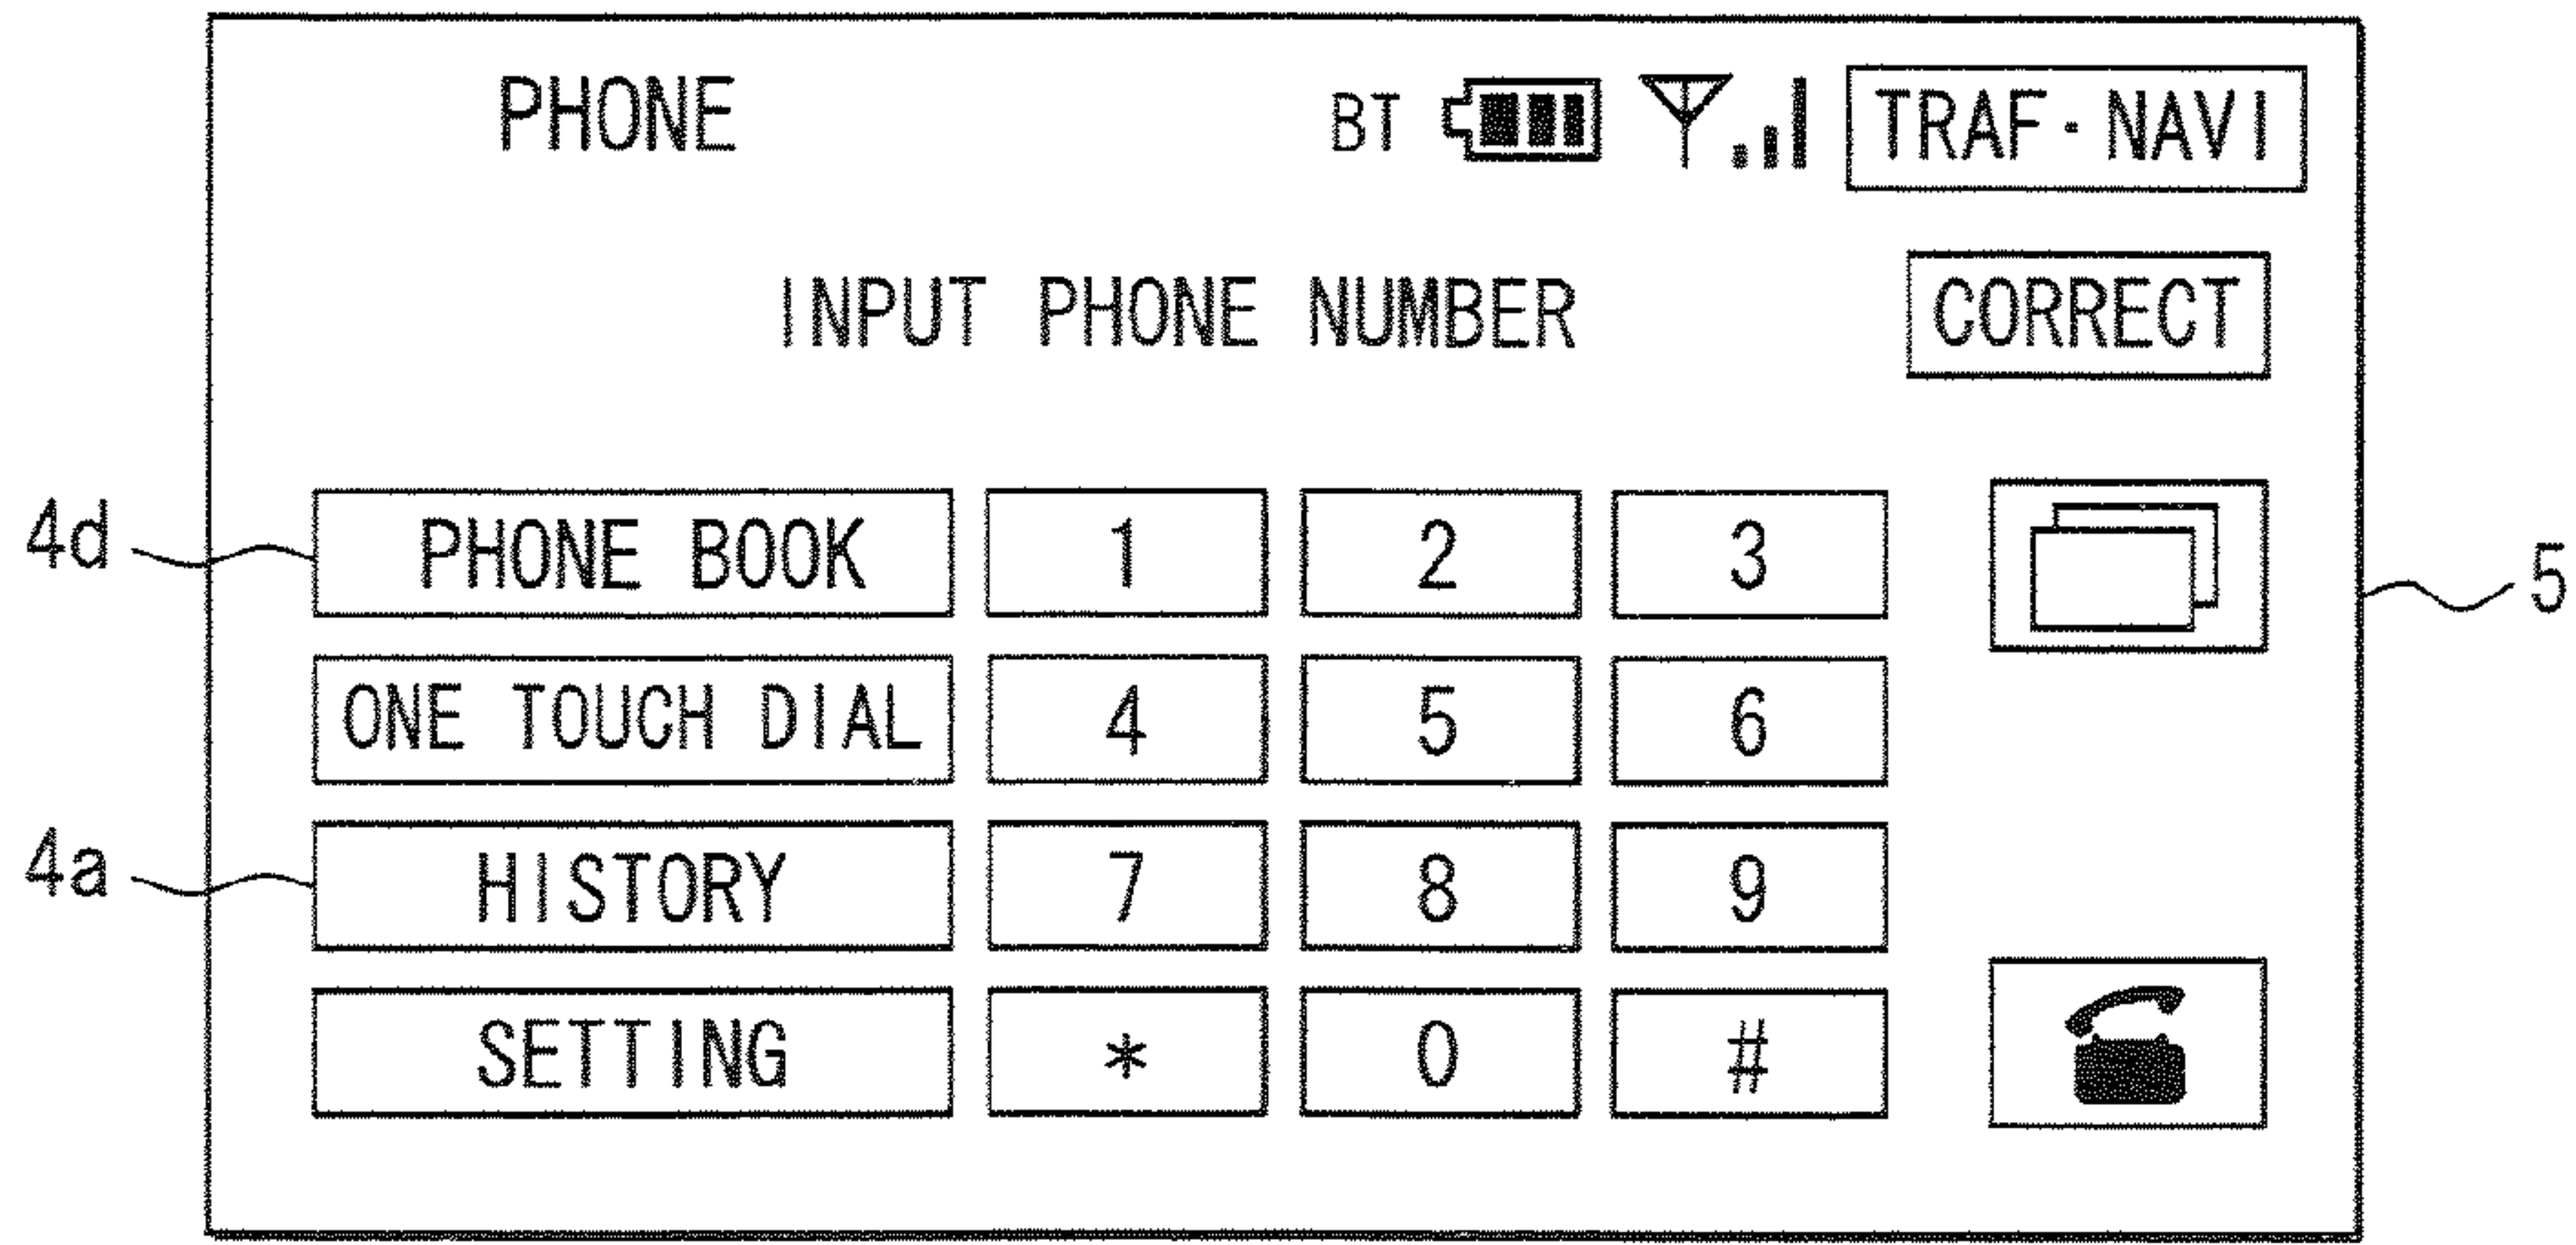 PHONE BT TRAF·NAVI
INPUT PHONE NUMBER CORRECT
4d PHONE BOOK 1 2 3 5
ONE TOUCH DIAL 4 5 6
4a HISTORY 7 8 9
SETTING * 0 #